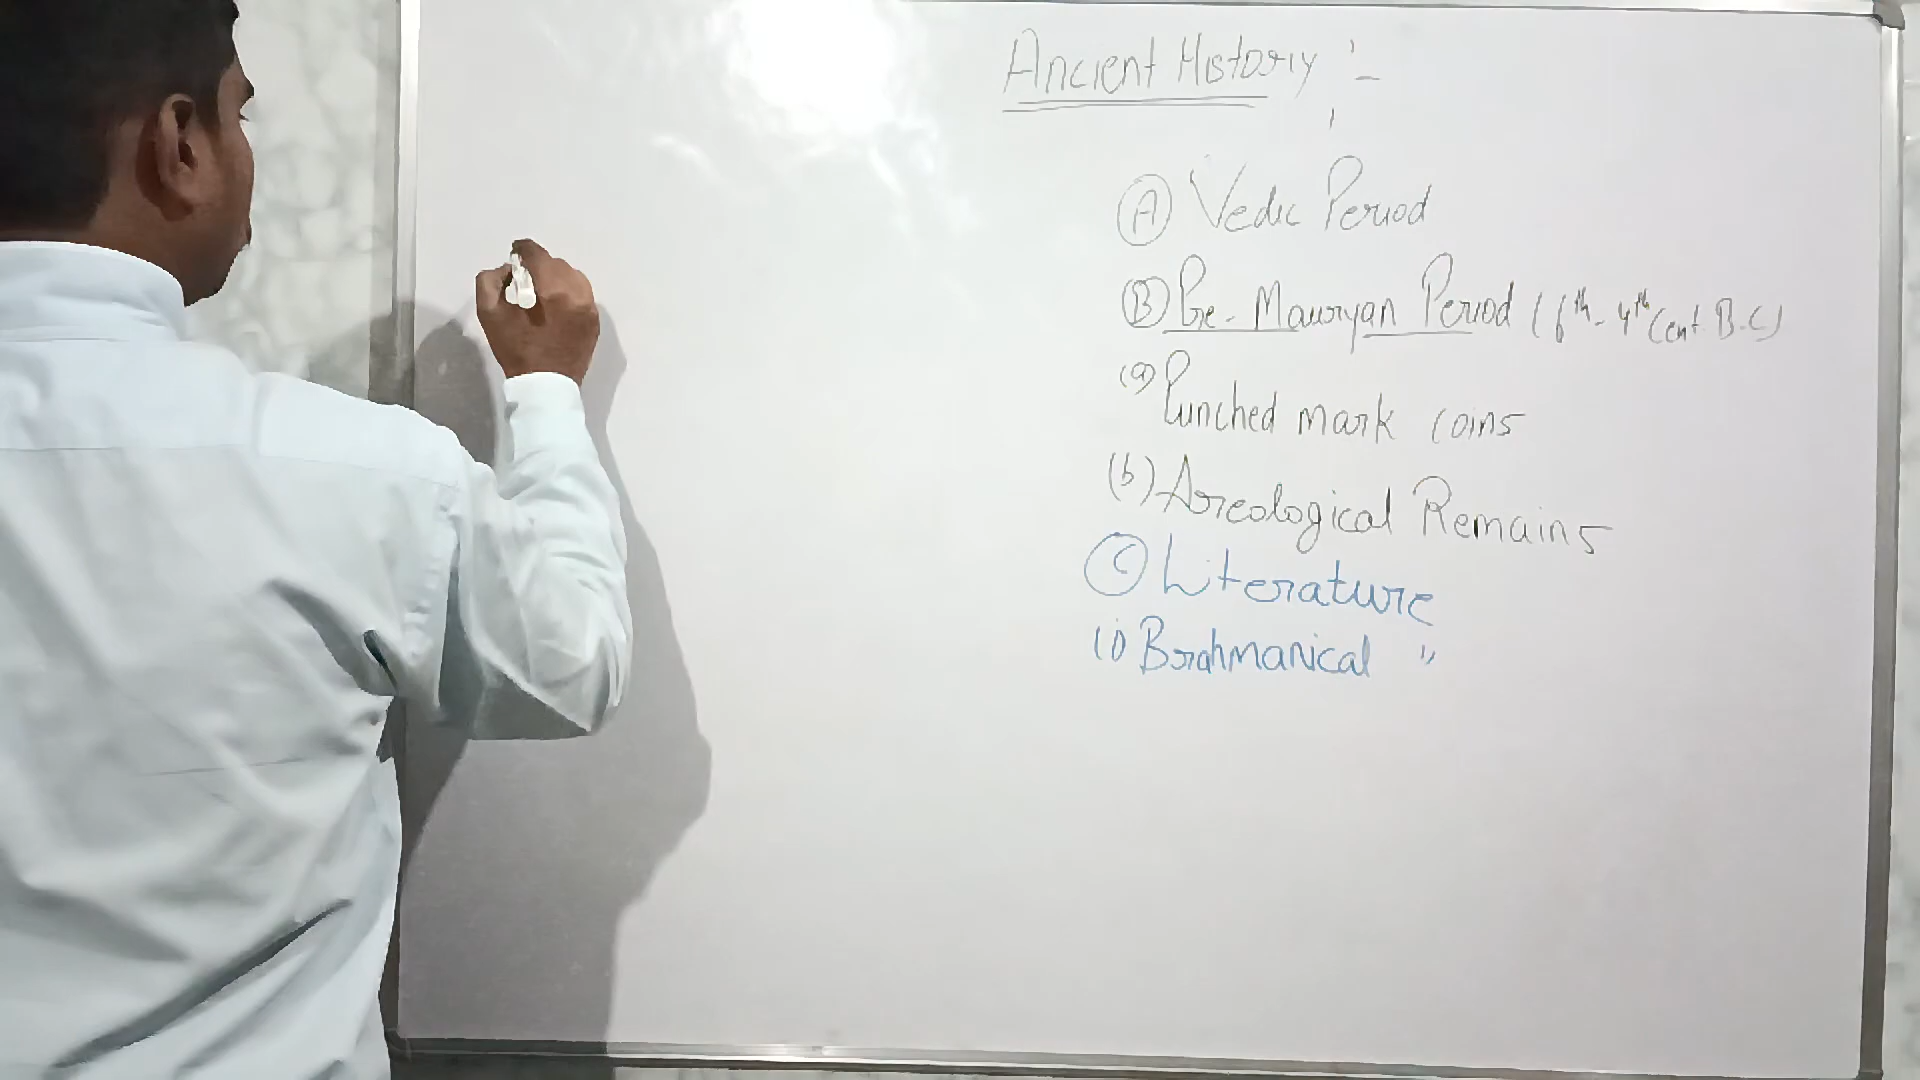 Ancient History :-
(A) Vedic Period
(B) Pre-Mauryan Period (6th-4th Cent. B.C)
(a) Punched mark coins
(b) Areological Remains
(C) Literature
(i) Brahmanical "